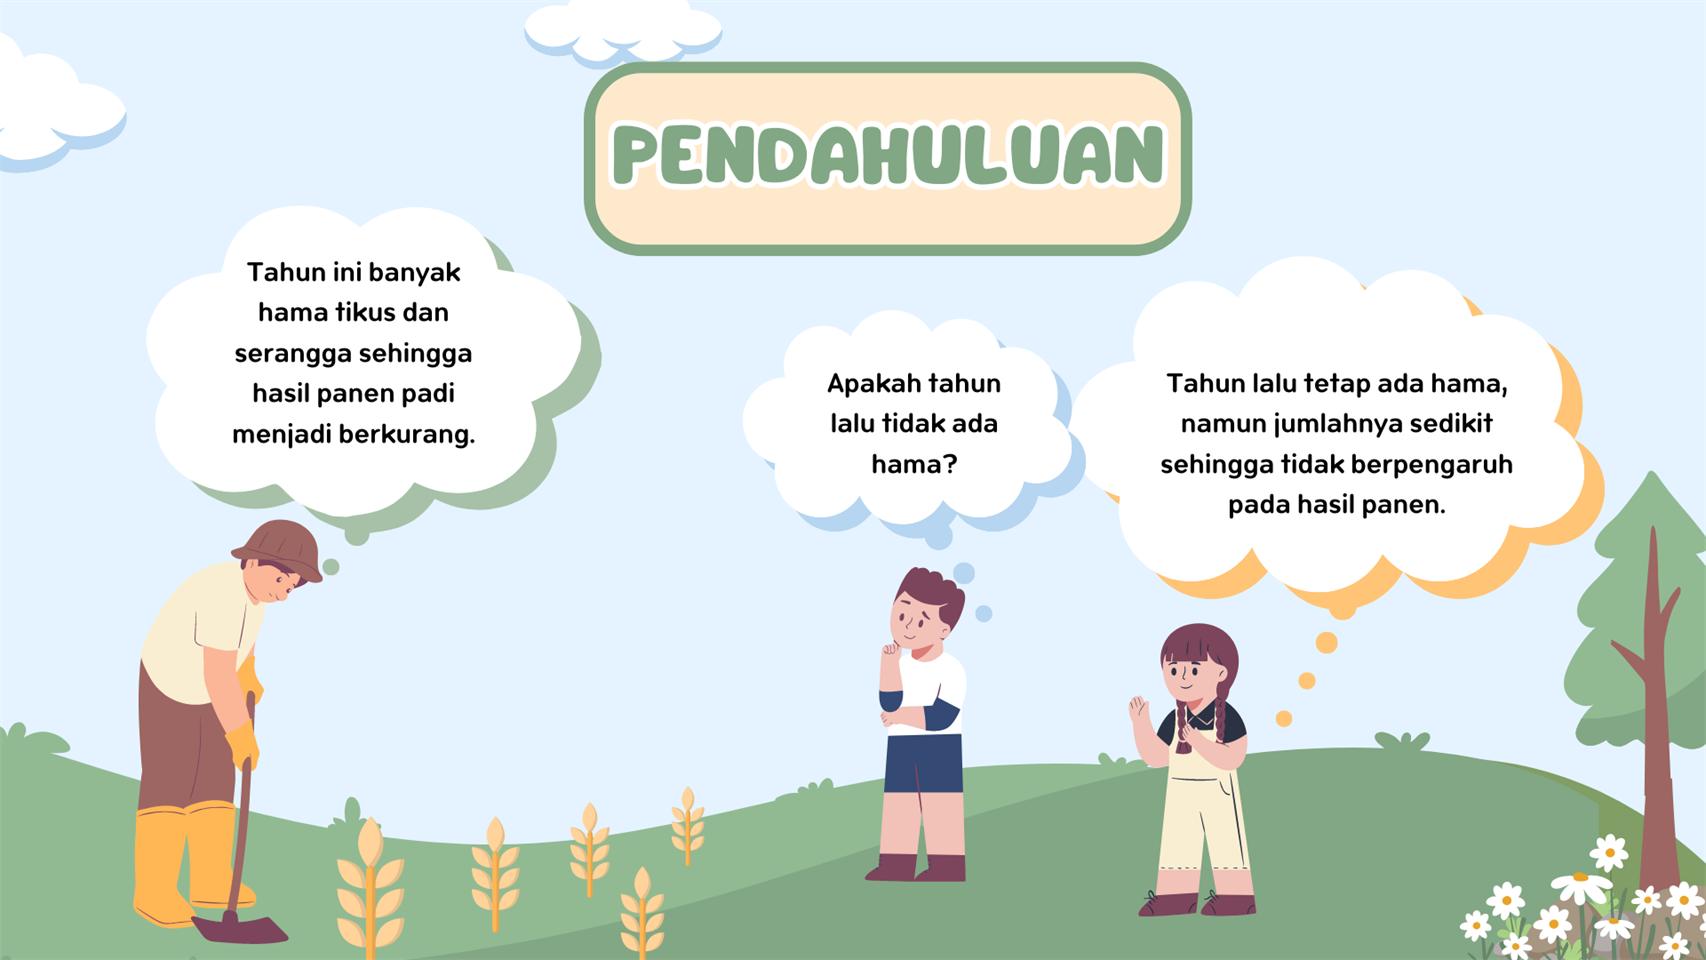 PENDAHULUAN
Tahun ini banyak
hama tikus dan
serangga sehingga
hasil panen padi
menjadi berkurang.
Apakah tahun
lalu tidak ada
hama?
Tahun lalu tetap ada hama,
namun jumlahnya sedikit
sehingga tidak berpengaruh
pada hasil panen.